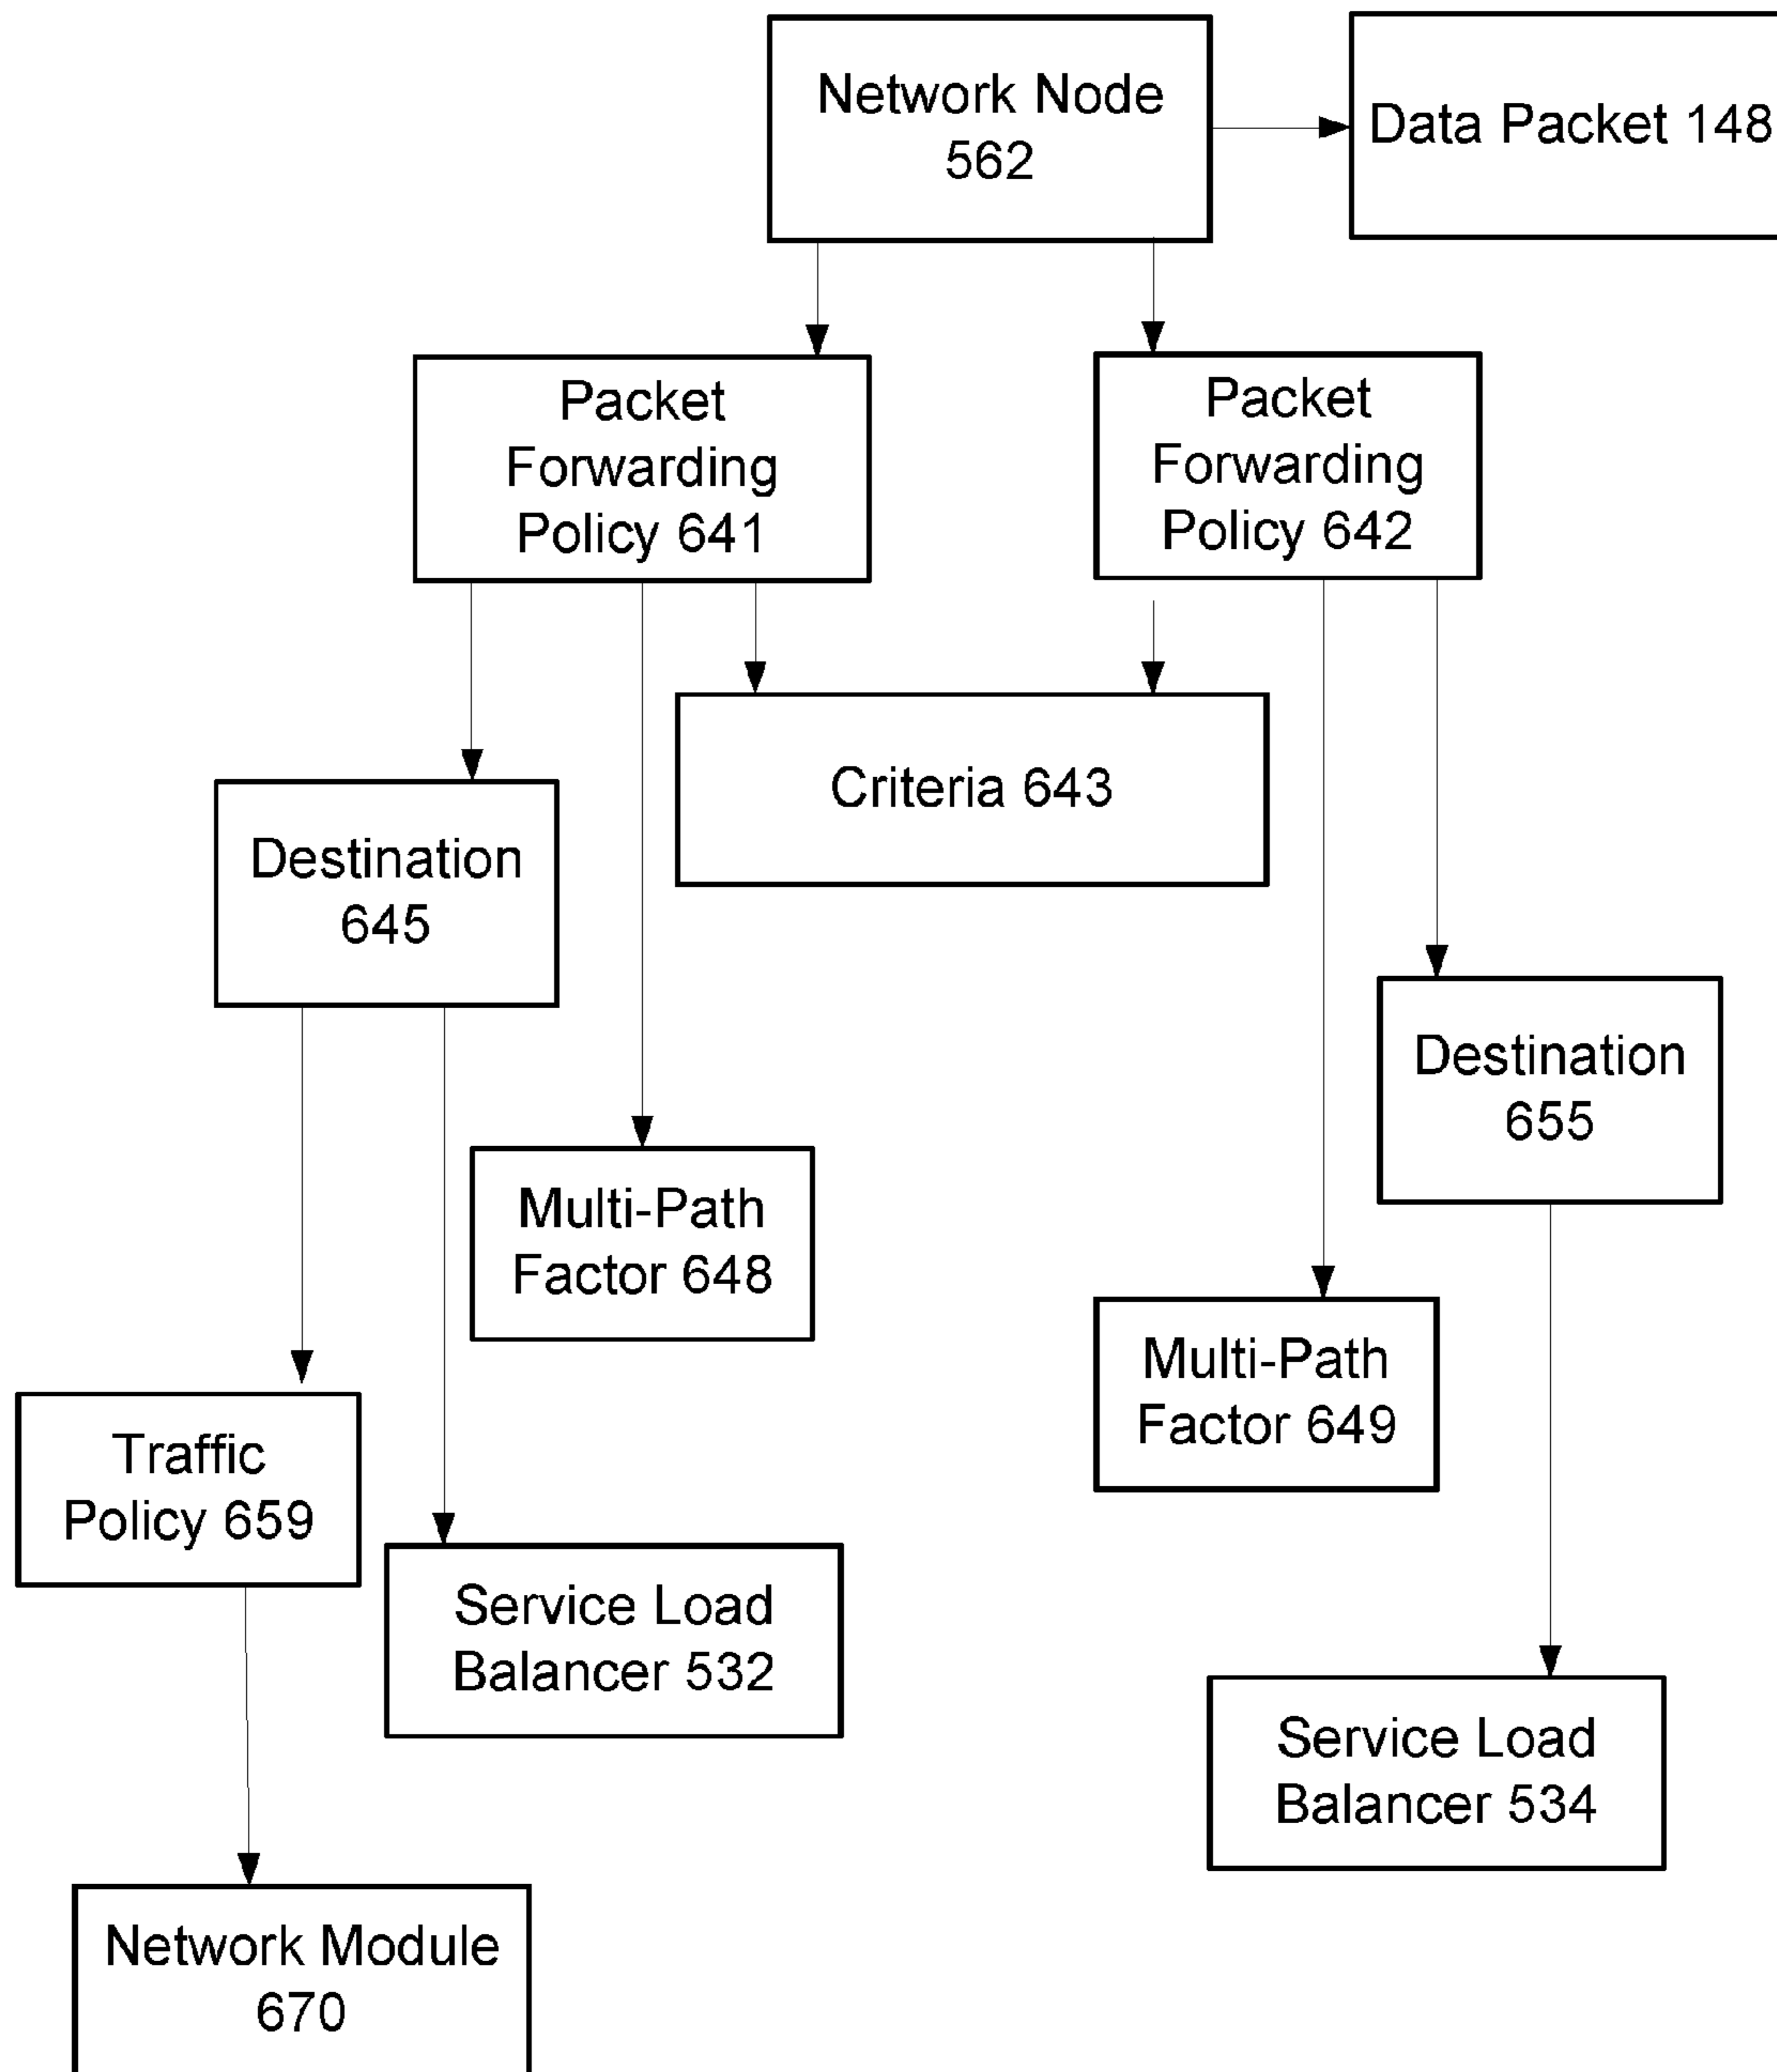 Network Node
562
Data Packet 148
Packet
Forwarding
Policy 641
Packet
Forwarding
Policy 642
Criteria 643
Destination
645
Destination
655
Multi-Path
Factor 648
Multi-Path
Factor 649
Traffic
Policy 659
Service Load
Balancer 532
Service Load
Balancer 534
Network Module
670